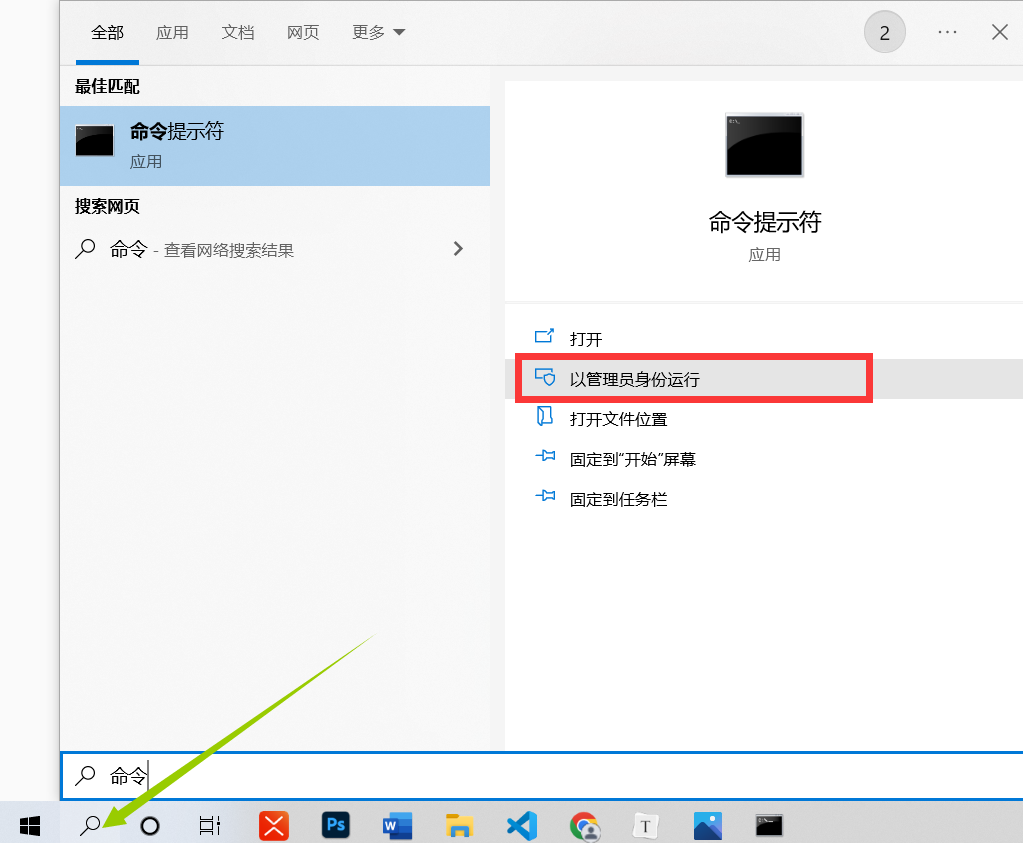 全部 应用 文档 网页 更多 2 ···
最佳匹配
命令提示符
应用
搜索网页
命令 - 查看网络搜索结果
命令提示符
应用
打开
以管理员身份运行
打开文件位置
固定到“开始”屏幕
固定到任务栏
命令
Ps W T